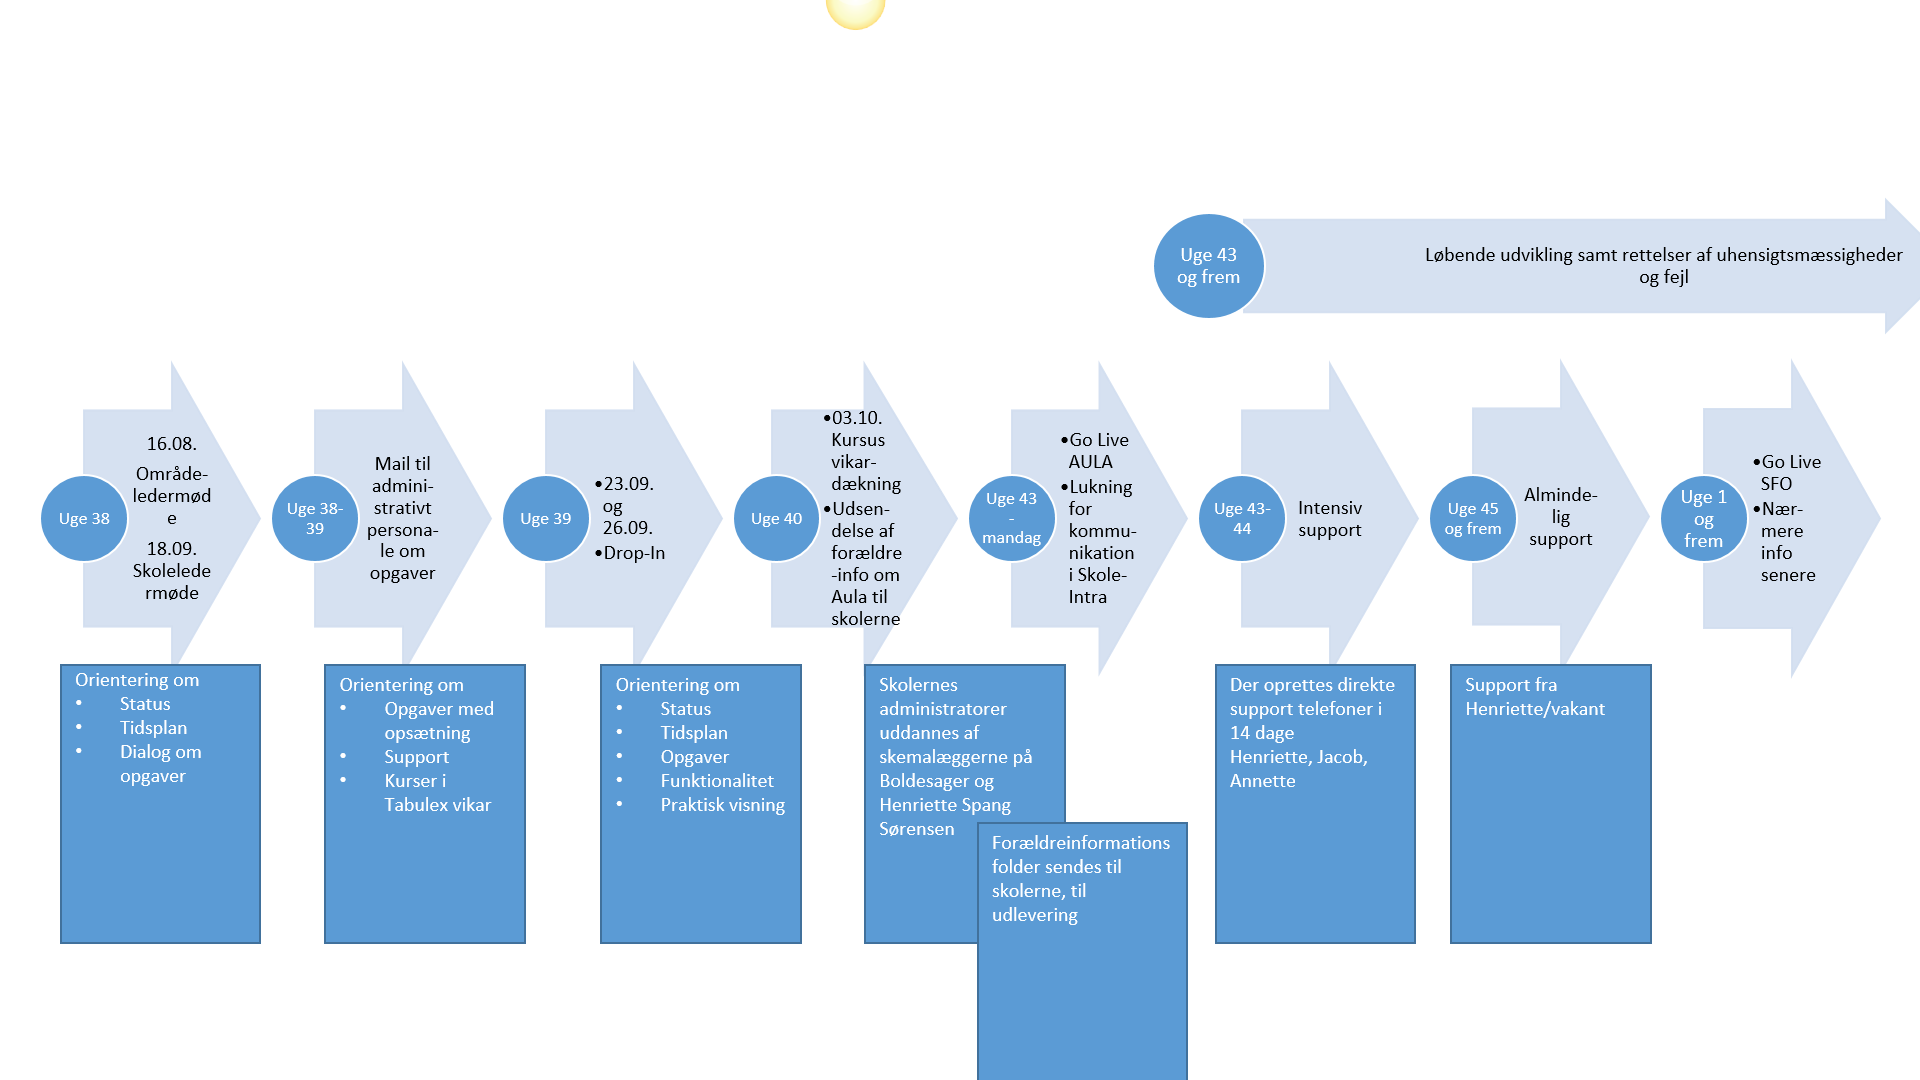 Uge 43
og frem
Løbende udvikling samt rettelser af uhensigtsmæssigheder
og fejl
Uge 38
16.08.
Område-
ledermød
e
18.09.
Skolelede
rmøde
Uge 38-
39
Mail til
admini-
strativt
persona-
le om
opgaver
Uge 39
•23.09.
og
26.09.
•Drop-In
Uge 40
•03.10.
Kursus
vikar-
dækning
•Udsen-
delse af
forældre
-info om
Aula til
skolerne
Uge 43
-
mandag
•Go Live
AULA
•Lukning
for
kommu-
nikation
i Skole-
Intra
Uge 43-
44
Intensiv
support
Uge 45
og frem
Alminde-
lig
support
Uge 1
og
frem
•Go Live
SFO
•Nær-
mere
info
senere
Orientering om
• Status
• Tidsplan
• Dialog om
opgaver
Orientering om
• Opgaver med
opsætning
• Support
• Kurser i
Tabulex vikar
Orientering om
• Status
• Tidsplan
• Opgaver
• Funktionalitet
• Praktisk visning
Skolernes
administratorer
uddannes af
skemalæggerne på
Boldesager og
Henriette Spang
Sørensen
Forældreinformations
folder sendes til
skolerne, til
udlevering
Der oprettes direkte
support telefoner i
14 dage
Henriette, Jacob,
Annette
Support fra
Henriette/vakant